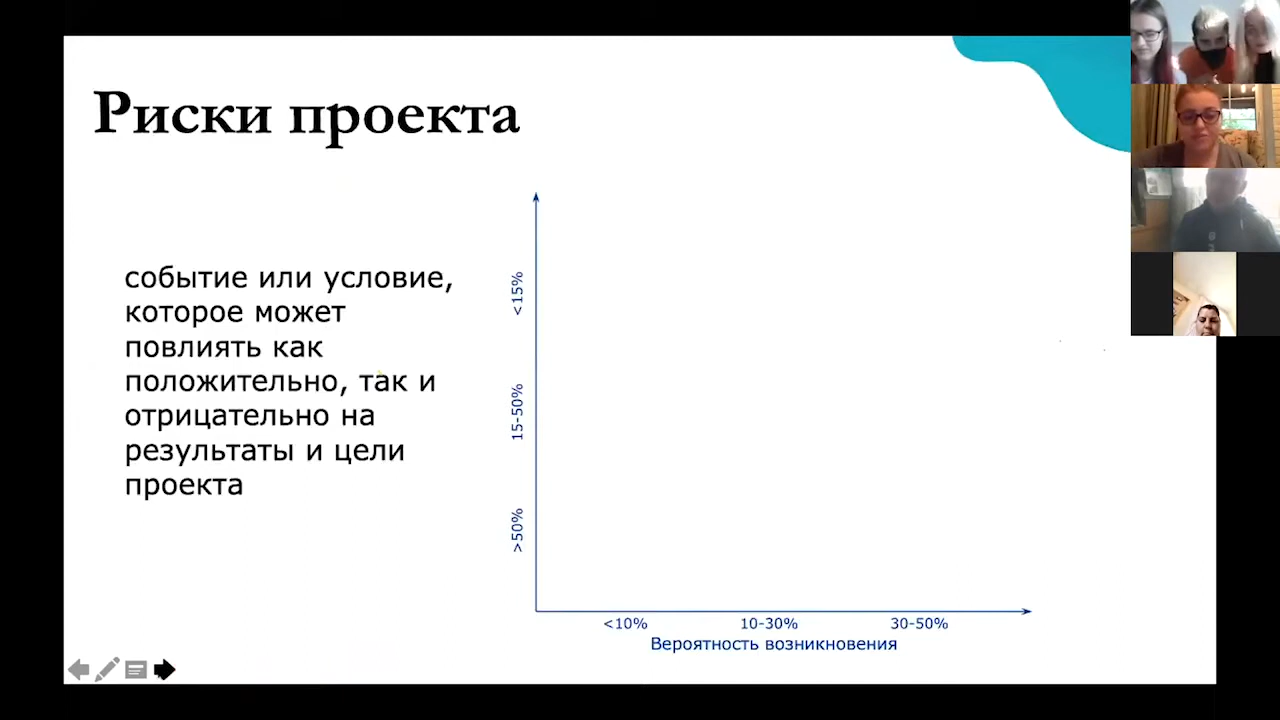 Риски проекта
событие или условие,
которое может
повлиять как
положительно, так и
отрицательно на
результаты и цели
проекта
<15%
15-50%
>50%
<10%
10-30%
30-50%
Вероятность возникновения